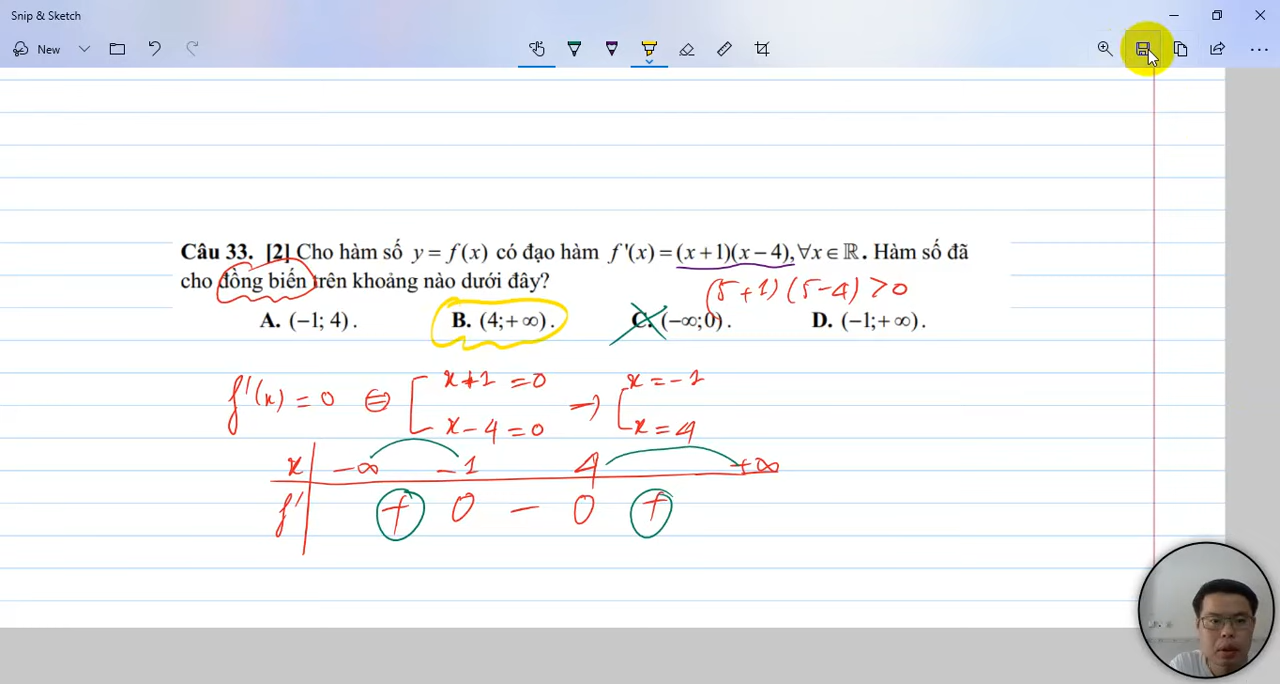 Snip & Sketch
New
Câu 33. [2] Cho hàm số y = f(x) có đạo hàm f'(x) = (x+1)(x−4), ∀x ∈ ℝ. Hàm số đã
cho đồng biến trên khoảng nào dưới đây?
(5+1)(5-4) > 0
A. (−1; 4). B. (4; +∞). C. (−∞; 0). D. (−1; +∞).
f'(x) = 0 ⇔ [ x+1 = 0 → [ x = -1
x - 4 = 0 x = 4
x -∞ -1 4 +∞
f' + 0 - 0 +